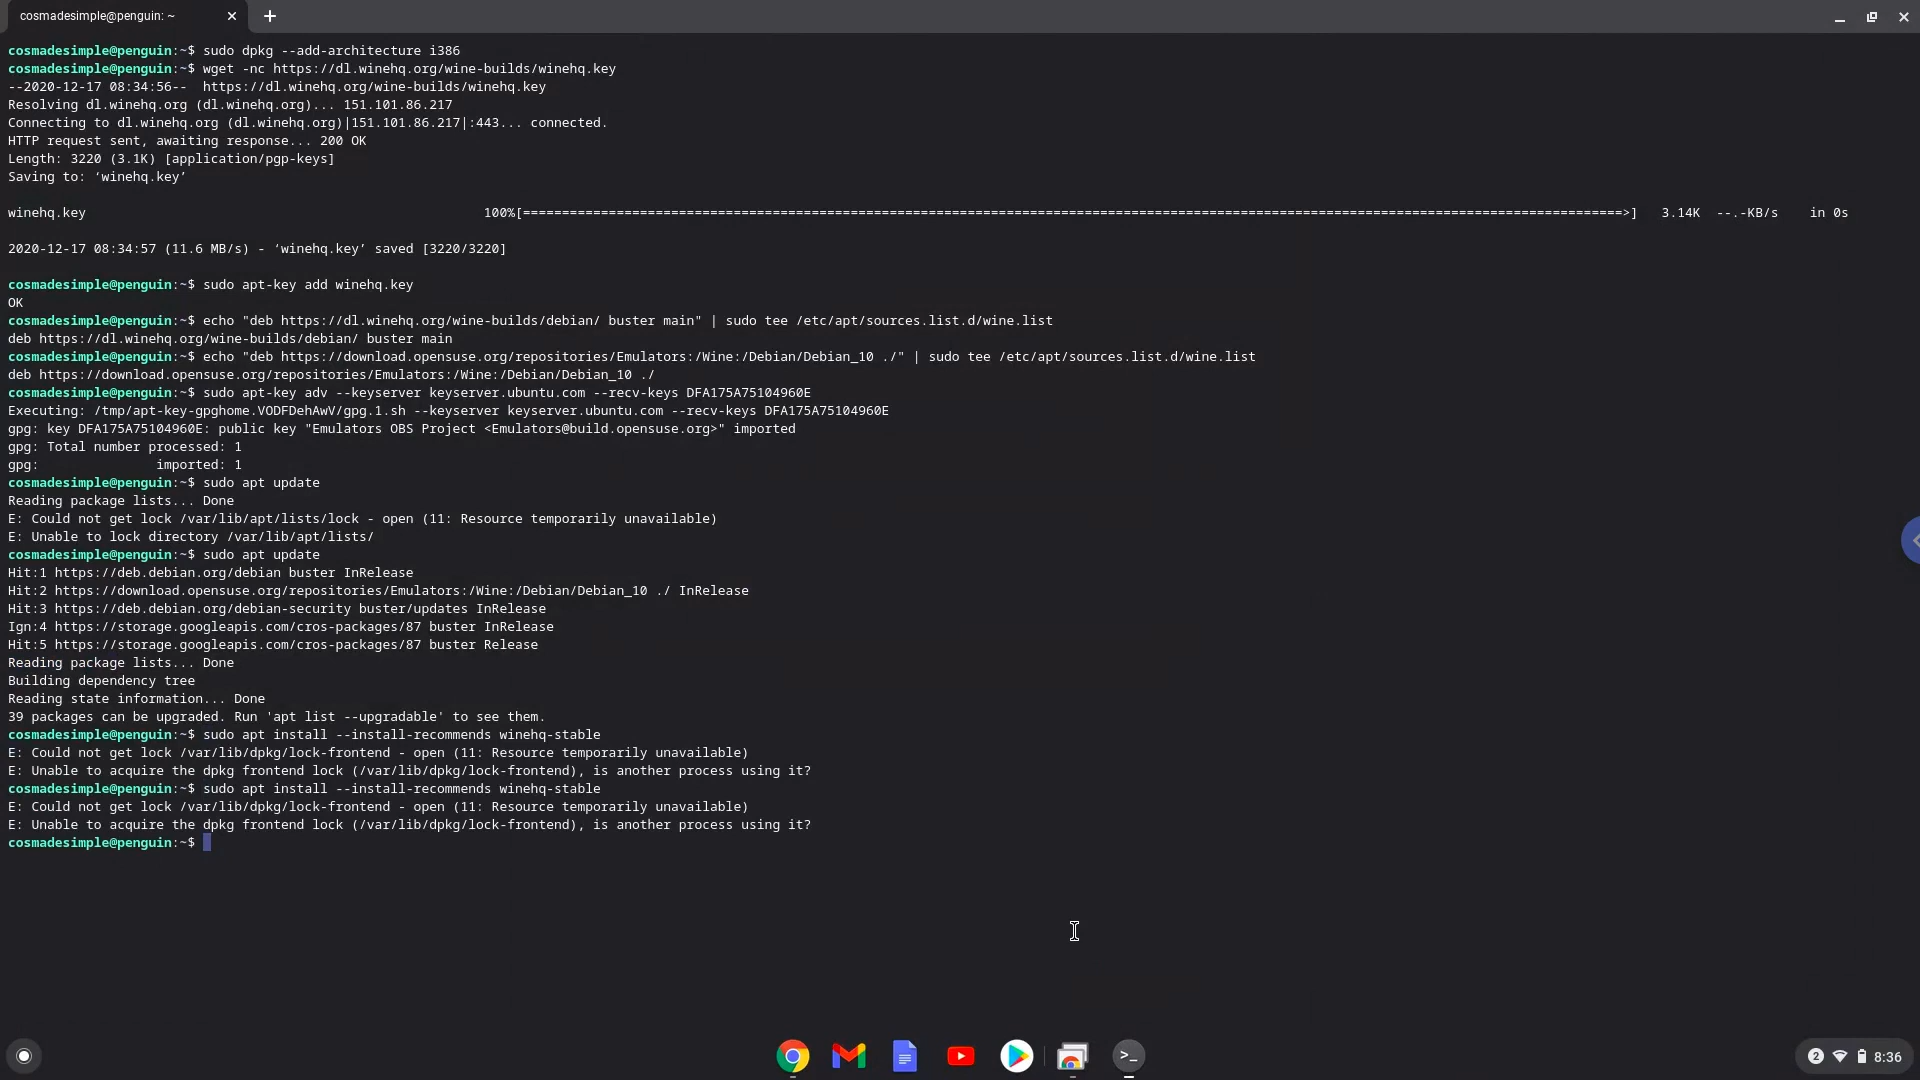 cosmadesimple@penguin: ~
cosmadesimple@penguin:~$ sudo dpkg --add-architecture i386
cosmadesimple@penguin:~$ wget -nc https://dl.winehq.org/wine-builds/winehq.key
--2020-12-17 08:34:56--  https://dl.winehq.org/wine-builds/winehq.key
Resolving dl.winehq.org (dl.winehq.org)... 151.101.86.217
Connecting to dl.winehq.org (dl.winehq.org)|151.101.86.217|:443... connected.
HTTP request sent, awaiting response... 200 OK
Length: 3220 (3.1K) [application/pgp-keys]
Saving to: ‘winehq.key’
winehq.key 100%[=============================================================================================================================================>] 3.14K --.-KB/s in 0s
2020-12-17 08:34:57 (11.6 MB/s) - ‘winehq.key’ saved [3220/3220]
cosmadesimple@penguin:~$ sudo apt-key add winehq.key
OK
cosmadesimple@penguin:~$ echo "deb https://dl.winehq.org/wine-builds/debian/ buster main" | sudo tee /etc/apt/sources.list.d/wine.list
deb https://dl.winehq.org/wine-builds/debian/ buster main
cosmadesimple@penguin:~$ echo "deb https://download.opensuse.org/repositories/Emulators:/Wine:/Debian/Debian_10 ./" | sudo tee /etc/apt/sources.list.d/wine.list
deb https://download.opensuse.org/repositories/Emulators:/Wine:/Debian/Debian_10 ./
cosmadesimple@penguin:~$ sudo apt-key adv --keyserver keyserver.ubuntu.com --recv-keys DFA175A75104960E
Executing: /tmp/apt-key-gpghome.VODFDehAwV/gpg.1.sh --keyserver keyserver.ubuntu.com --recv-keys DFA175A75104960E
gpg: key DFA175A75104960E: public key "Emulators OBS Project <Emulators@build.opensuse.org>" imported
gpg: Total number processed: 1
gpg:               imported: 1
cosmadesimple@penguin:~$ sudo apt update
Reading package lists... Done
E: Could not get lock /var/lib/apt/lists/lock - open (11: Resource temporarily unavailable)
E: Unable to lock directory /var/lib/apt/lists/
cosmadesimple@penguin:~$ sudo apt update
Hit:1 https://deb.debian.org/debian buster InRelease
Hit:2 https://download.opensuse.org/repositories/Emulators:/Wine:/Debian/Debian_10 ./ InRelease
Hit:3 https://deb.debian.org/debian-security buster/updates InRelease
Ign:4 https://storage.googleapis.com/cros-packages/87 buster InRelease
Hit:5 https://storage.googleapis.com/cros-packages/87 buster Release
Reading package lists... Done
Building dependency tree
Reading state information... Done
39 packages can be upgraded. Run 'apt list --upgradable' to see them.
cosmadesimple@penguin:~$ sudo apt install --install-recommends winehq-stable
E: Could not get lock /var/lib/dpkg/lock-frontend - open (11: Resource temporarily unavailable)
E: Unable to acquire the dpkg frontend lock (/var/lib/dpkg/lock-frontend), is another process using it?
cosmadesimple@penguin:~$ sudo apt install --install-recommends winehq-stable
E: Could not get lock /var/lib/dpkg/lock-frontend - open (11: Resource temporarily unavailable)
E: Unable to acquire the dpkg frontend lock (/var/lib/dpkg/lock-frontend), is another process using it?
cosmadesimple@penguin:~$
2 8:36